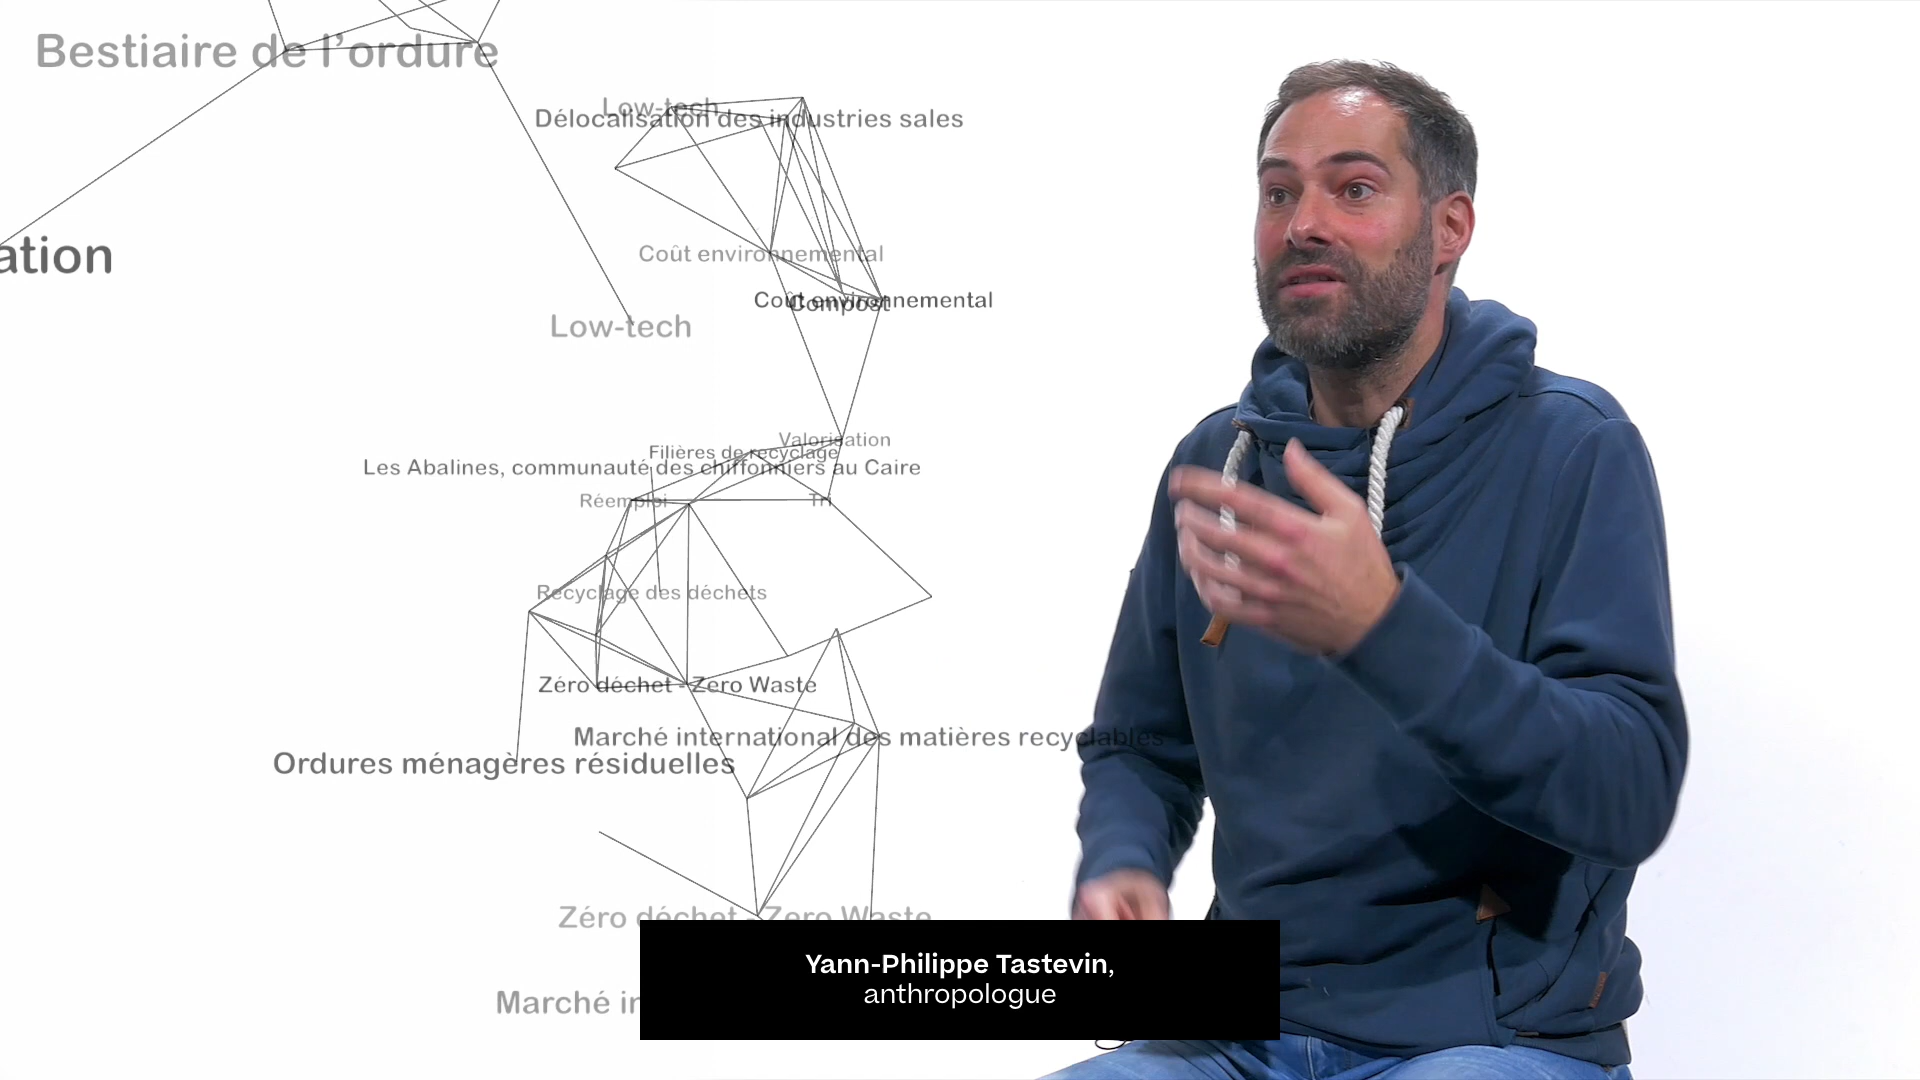 Bestiaire de l'ordure
Low-tech
Délocalisation des industries sales
ation
Coût environnemental
Coût environnemental
Compost
Low-tech
Valorisation
Filières de recyclage
Les Abalines, communauté des chiffonniers au Caire
Réemploi
Tri
Recyclage des déchets
Zéro déchet - Zero Waste
Marché international des matières recyclables
Ordures ménagères résiduelles
Zéro déchet - Zero Waste
Yann-Philippe Tastevin,
anthropologue
Marché in